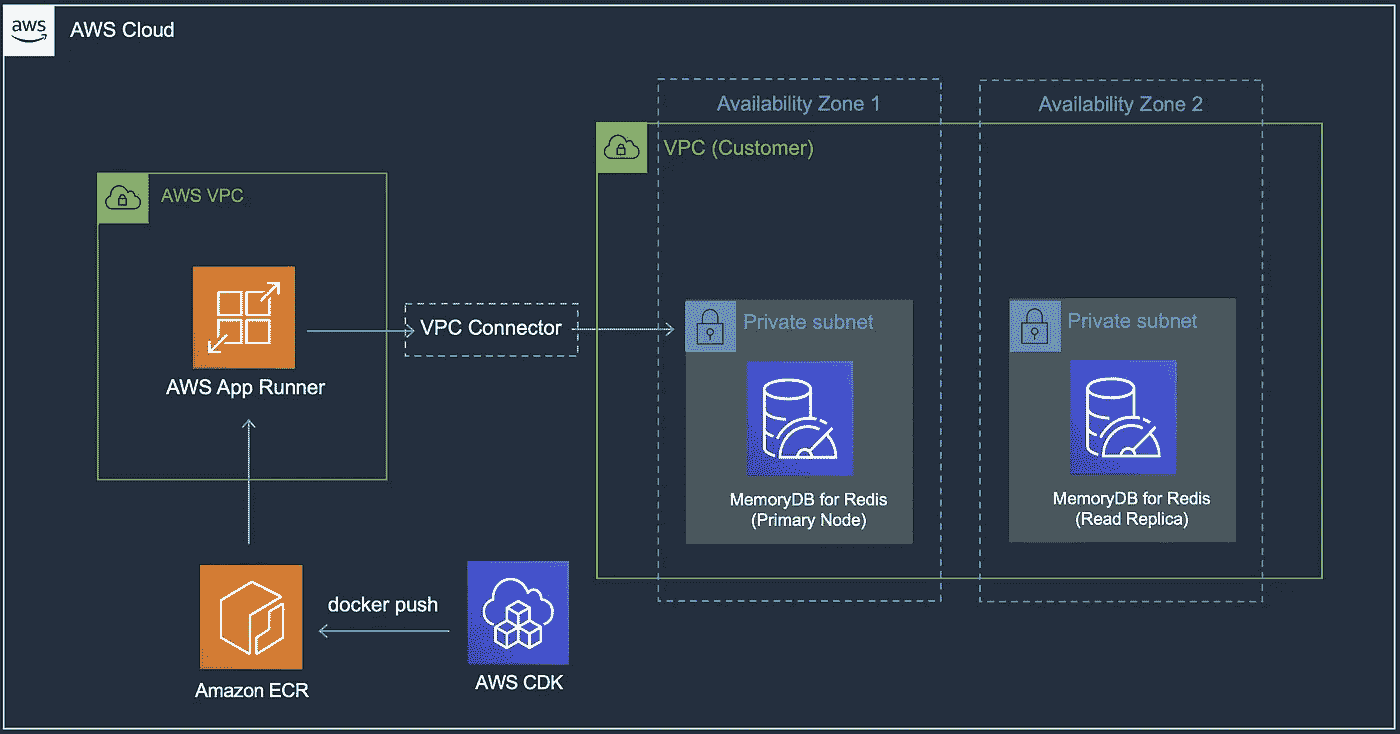 aws
AWS Cloud
Availability Zone 1
Availability Zone 2
VPC (Customer)
AWS VPC
Private subnet
Private subnet
VPC Connector
AWS App Runner
MemoryDB for Redis
(Primary Node)
MemoryDB for Redis
(Read Replica)
docker push
Amazon ECR
AWS CDK